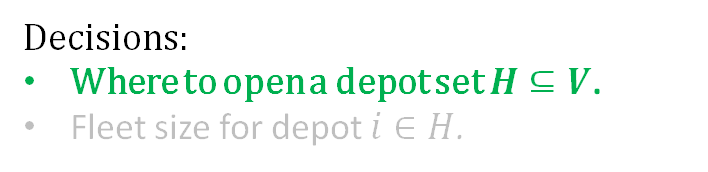 Decisions:
• Where to open a depot set H ⊆ V.
• Fleet size for depot i ∈ H.